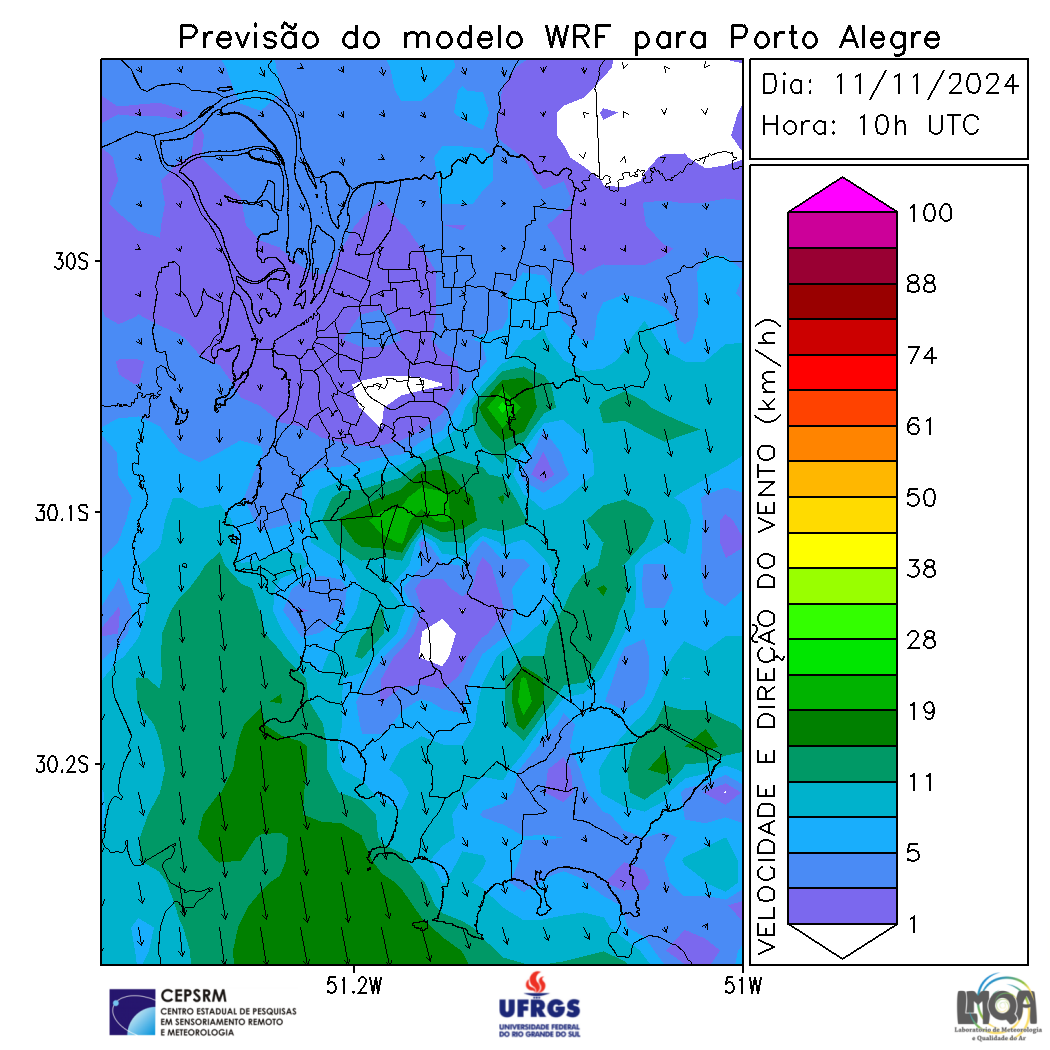 Previsão do modelo WRF para Porto Alegre
Dia: 11/11/2024
Hora: 10h UTC
30S
30.1S
30.2S
51.2W
51W
VELOCIDADE E DIREÇÃO DO VENTO (km/h)
100
88
74
61
50
38
28
19
11
5
1
CEPSRM
CENTRO ESTADUAL DE PESQUISAS
EM SENSORIAMENTO REMOTO
E METEOROLOGIA
UFRGS
UNIVERSIDADE FEDERAL
DO RIO GRANDE DO SUL
LMQA
Laboratório de Meteorologia
e Qualidade do Ar